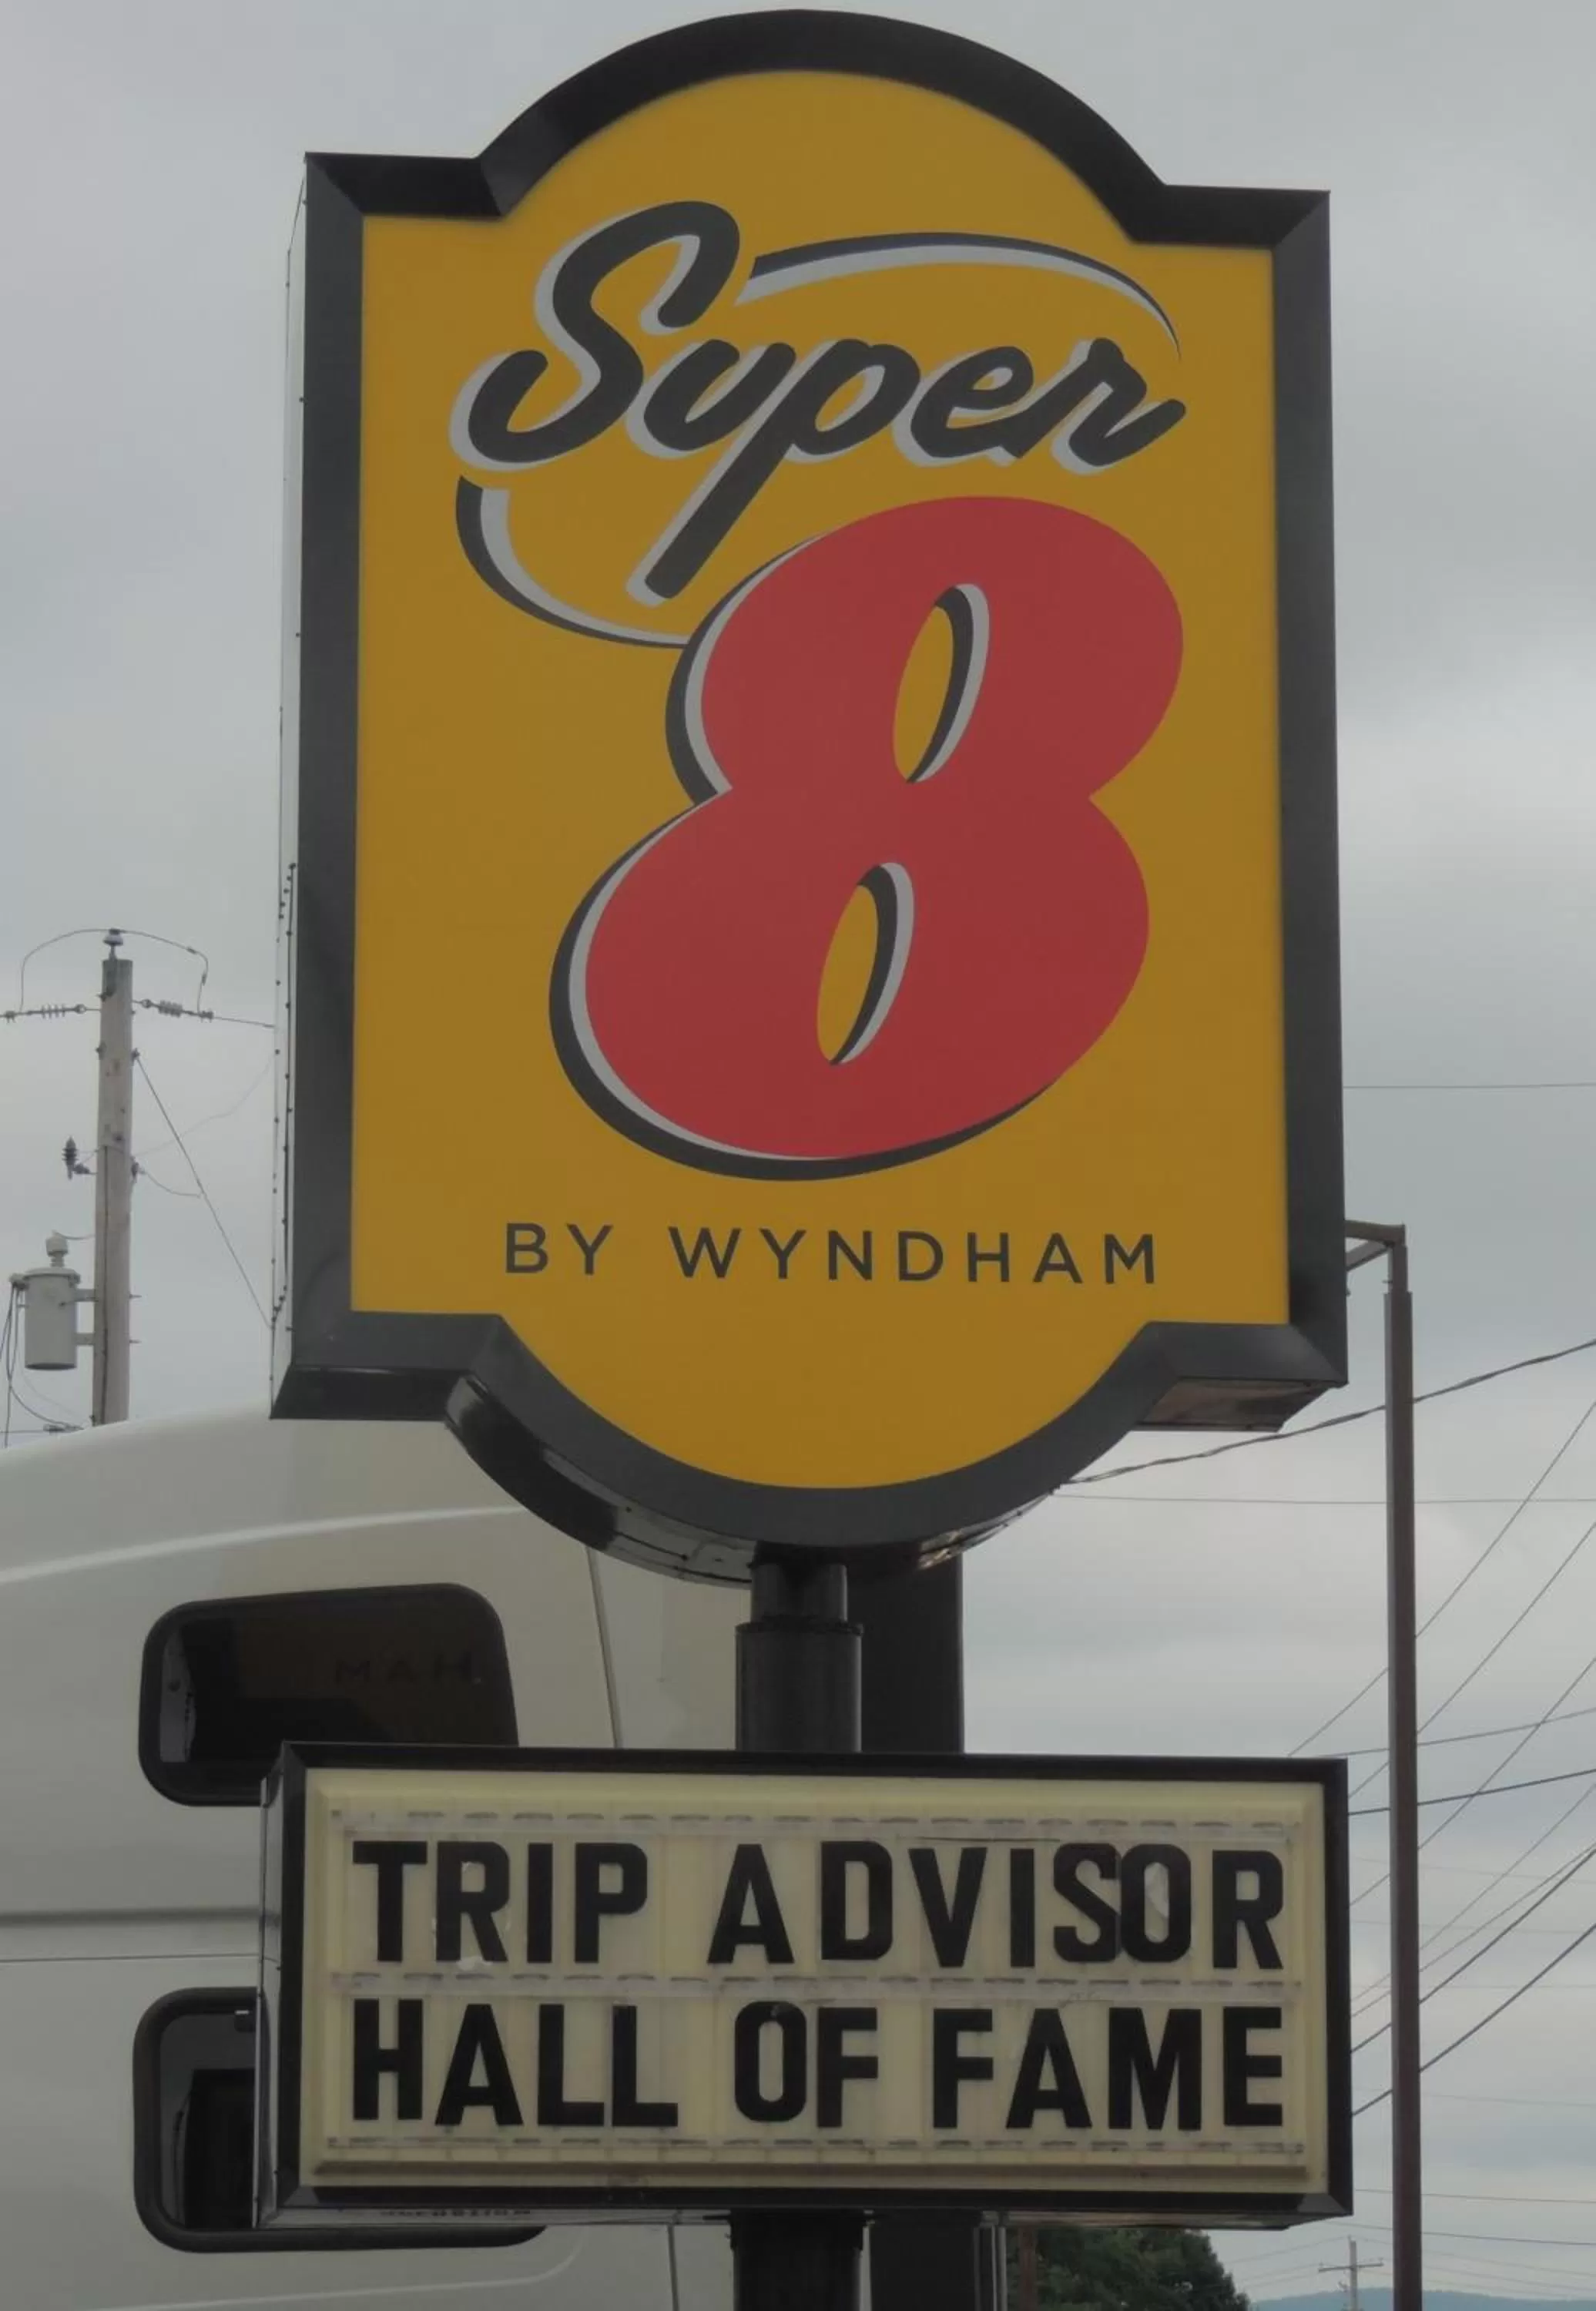 Super
8
BY WYNDHAM
TRIP ADVISOR
HALL OF FAME